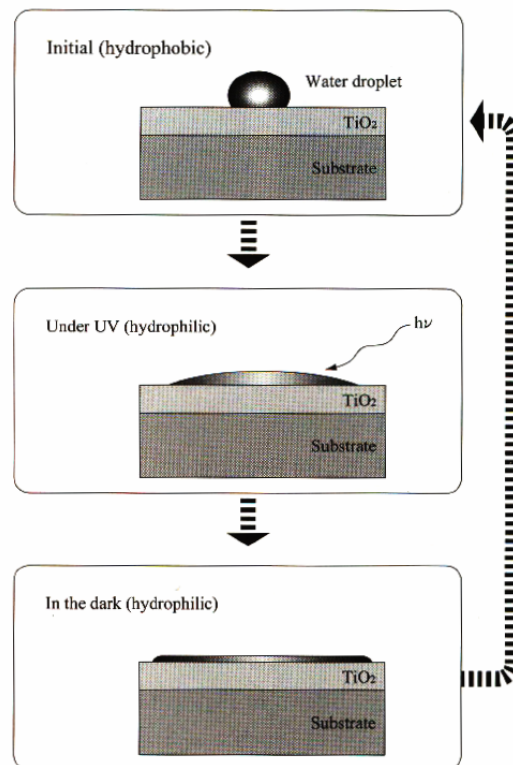 Initial (hydrophobic)
Water droplet
TiO₂
Substrate
Under UV (hydrophilic)
hν
TiO₂
Substrate
In the dark (hydrophilic)
TiO₂
Substrate